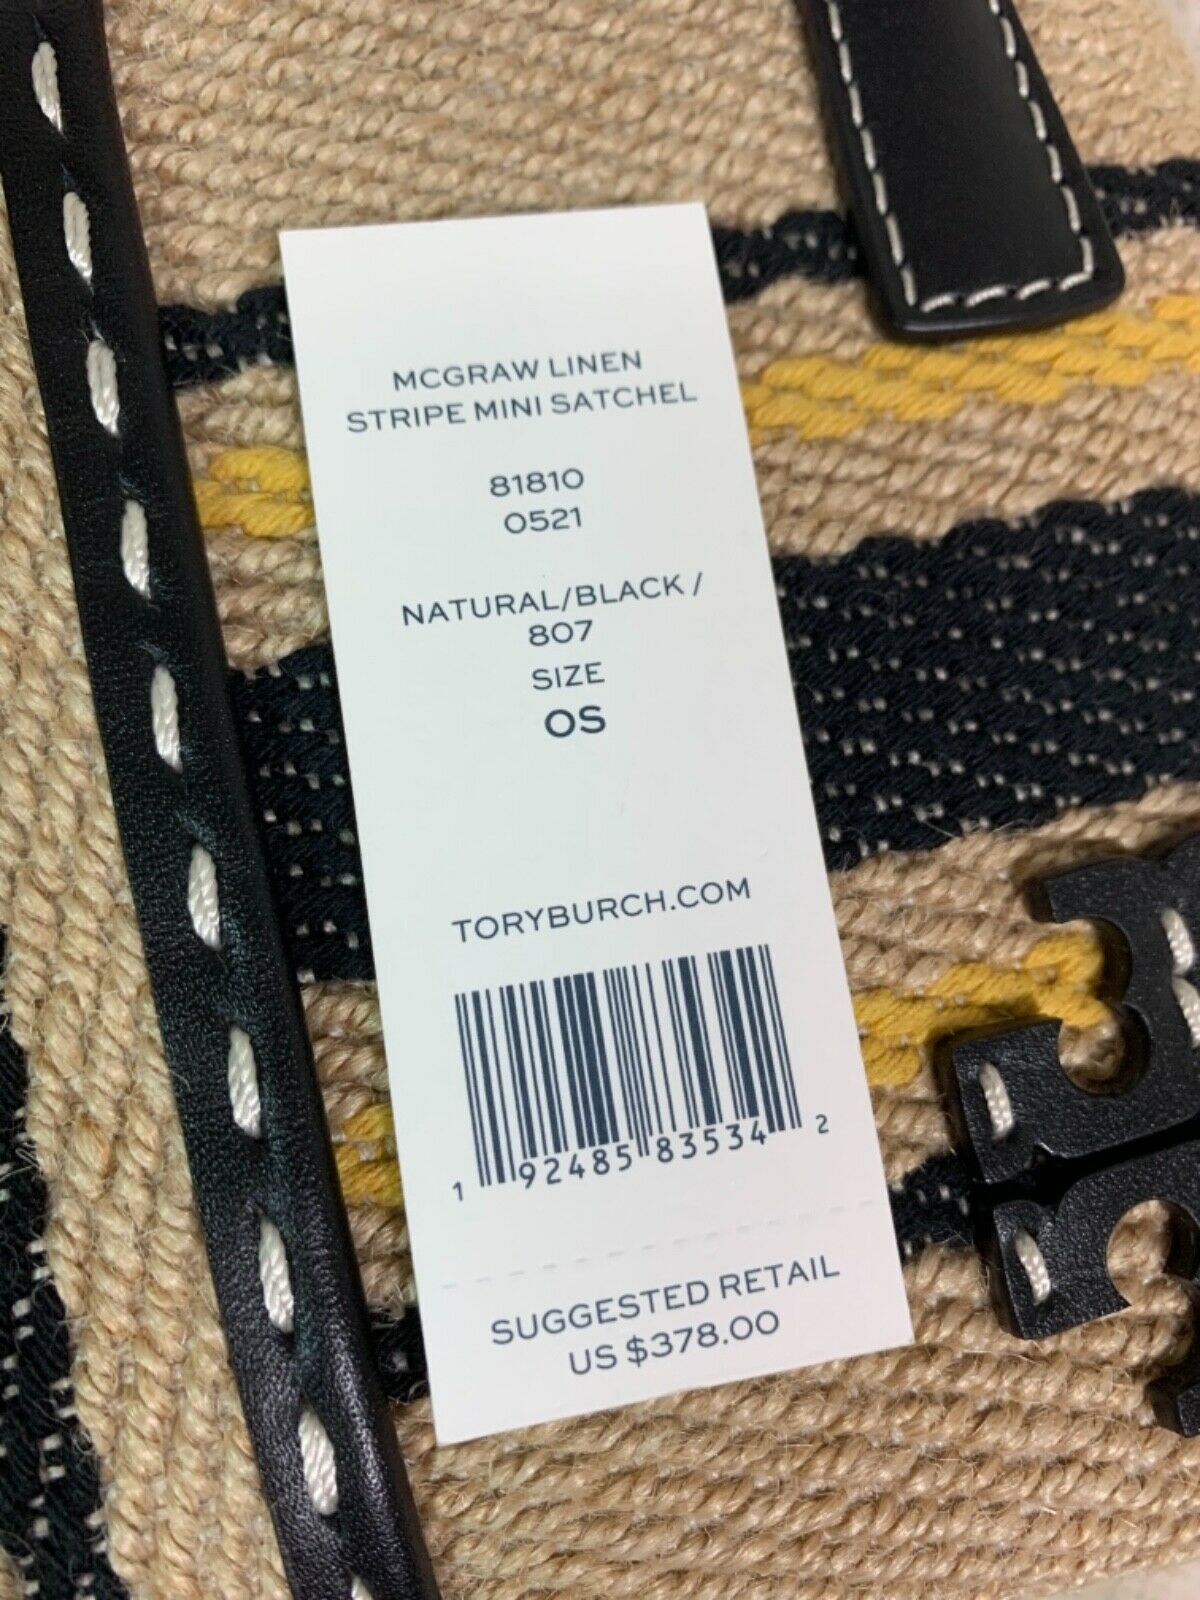 MCGRAW LINEN
STRIPE MINI SATCHEL
81810
0521
NATURAL/BLACK /
807
SIZE
OS
TORYBURCH.COM
1 92485 83534 2
SUGGESTED RETAIL
US $378.00